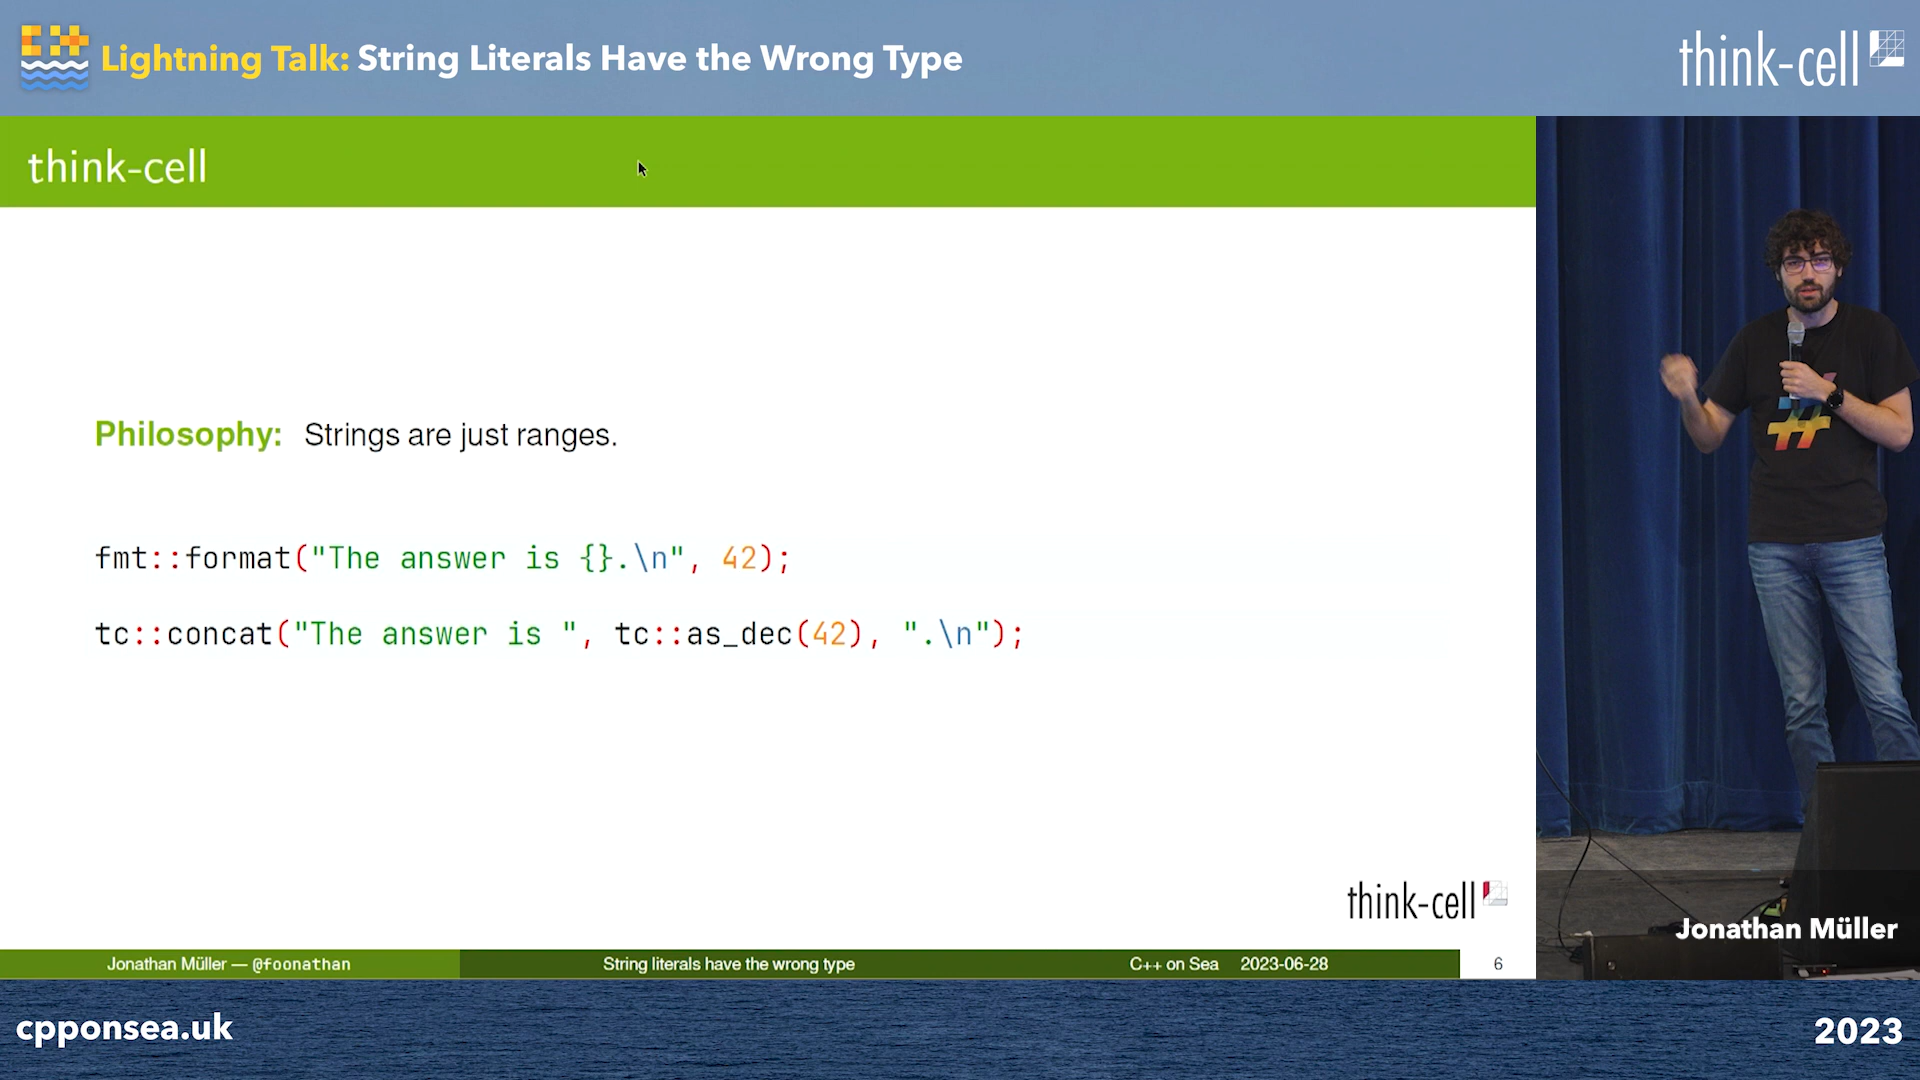 Lightning Talk: String Literals Have the Wrong Type
think-cell
think-cell
Philosophy: Strings are just ranges.
fmt::format("The answer is {}.\n", 42);
tc::concat("The answer is ", tc::as_dec(42), ".\n");
think-cell
Jonathan Müller
Jonathan Müller — @foonathan String literals have the wrong type C++ on Sea 2023-06-28 6
cpponsea.uk
2023